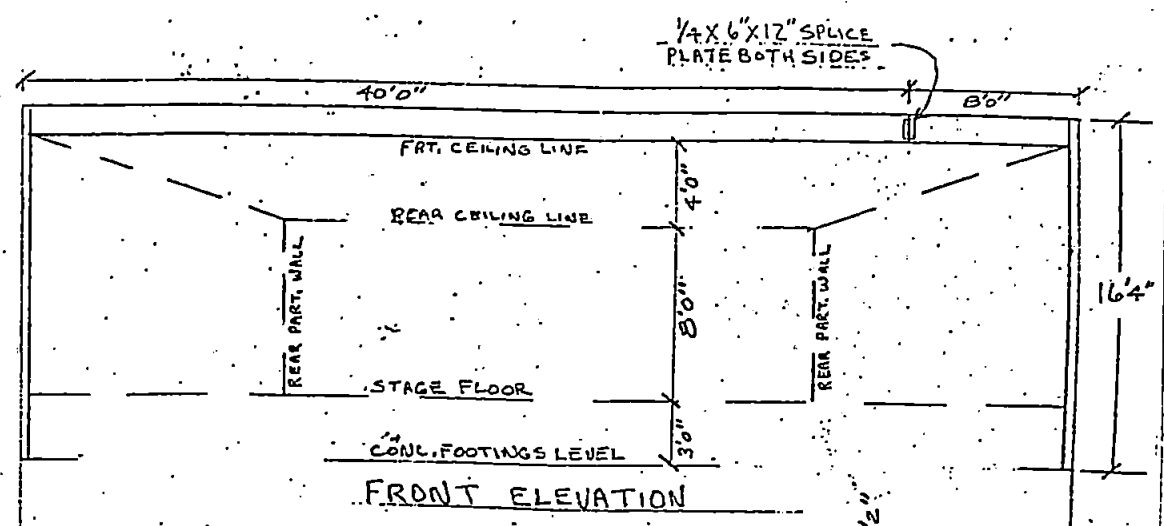 1/4 X 6"X12" SPLICE
PLATE BOTH SIDES
40'0"
8'0"
FRT. CEILING LINE
4'0"
REAR CEILING LINE
REAR PART. WALL
8'0"
REAR PART. WALL
16'4"
STAGE FLOOR
3'0"
CONC. FOOTINGS LEVEL
FRONT ELEVATION